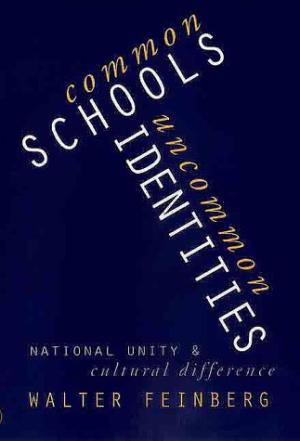 common
SCHOOLS
uncommon
IDENTITIES
NATIONAL UNITY &
cultural difference
WALTER FEINBERG